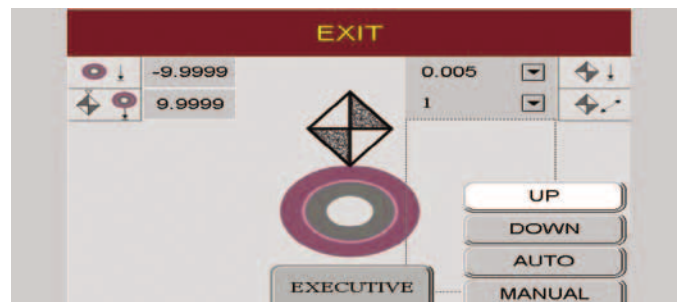 EXIT
-9.9999 0.005
9.9999 1
UP
DOWN
AUTO
EXECUTIVE
MANUAL